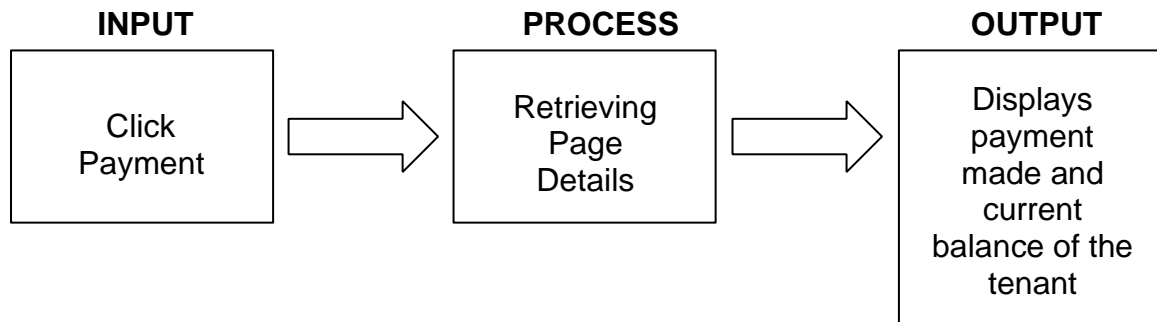 INPUT
Click
Payment
PROCESS
Retrieving
Page
Details
OUTPUT
Displays
payment
made and
current
balance of the
tenant